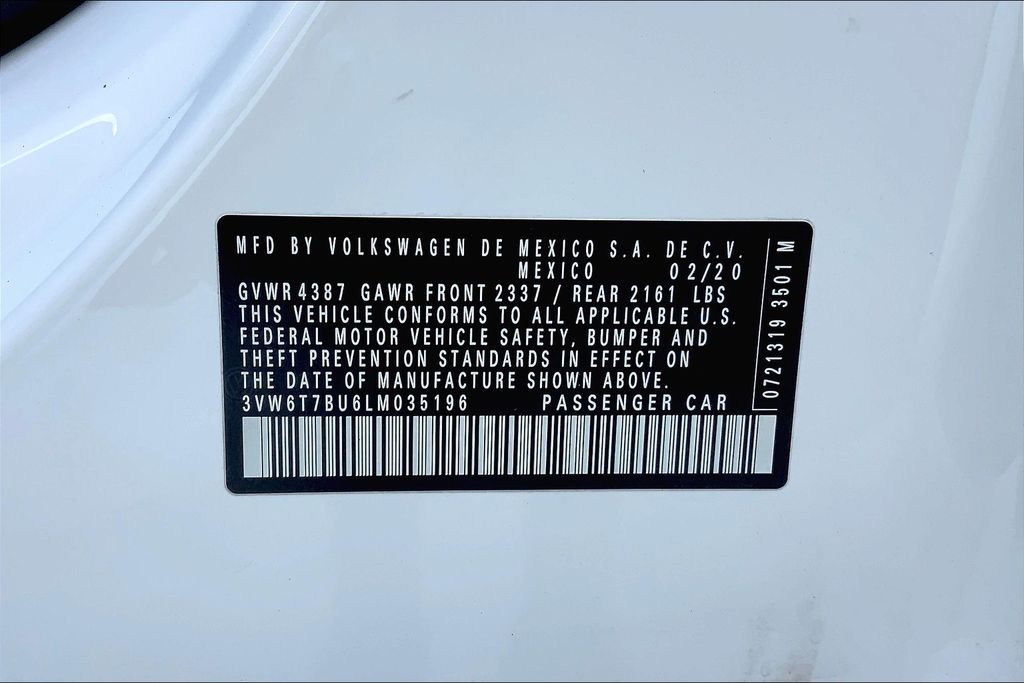 MFD BY VOLKSWAGEN DE MEXICO S.A. DE C.V.
MEXICO 02/20
GVWR 4387 GAWR FRONT 2337 / REAR 2161 LBS
THIS VEHICLE CONFORMS TO ALL APPLICABLE U.S.
FEDERAL MOTOR VEHICLE SAFETY, BUMPER AND
THEFT PREVENTION STANDARDS IN EFFECT ON
THE DATE OF MANUFACTURE SHOWN ABOVE.
3VW6T7BU6LM035196 PASSENGER CAR
0721319 3501 M